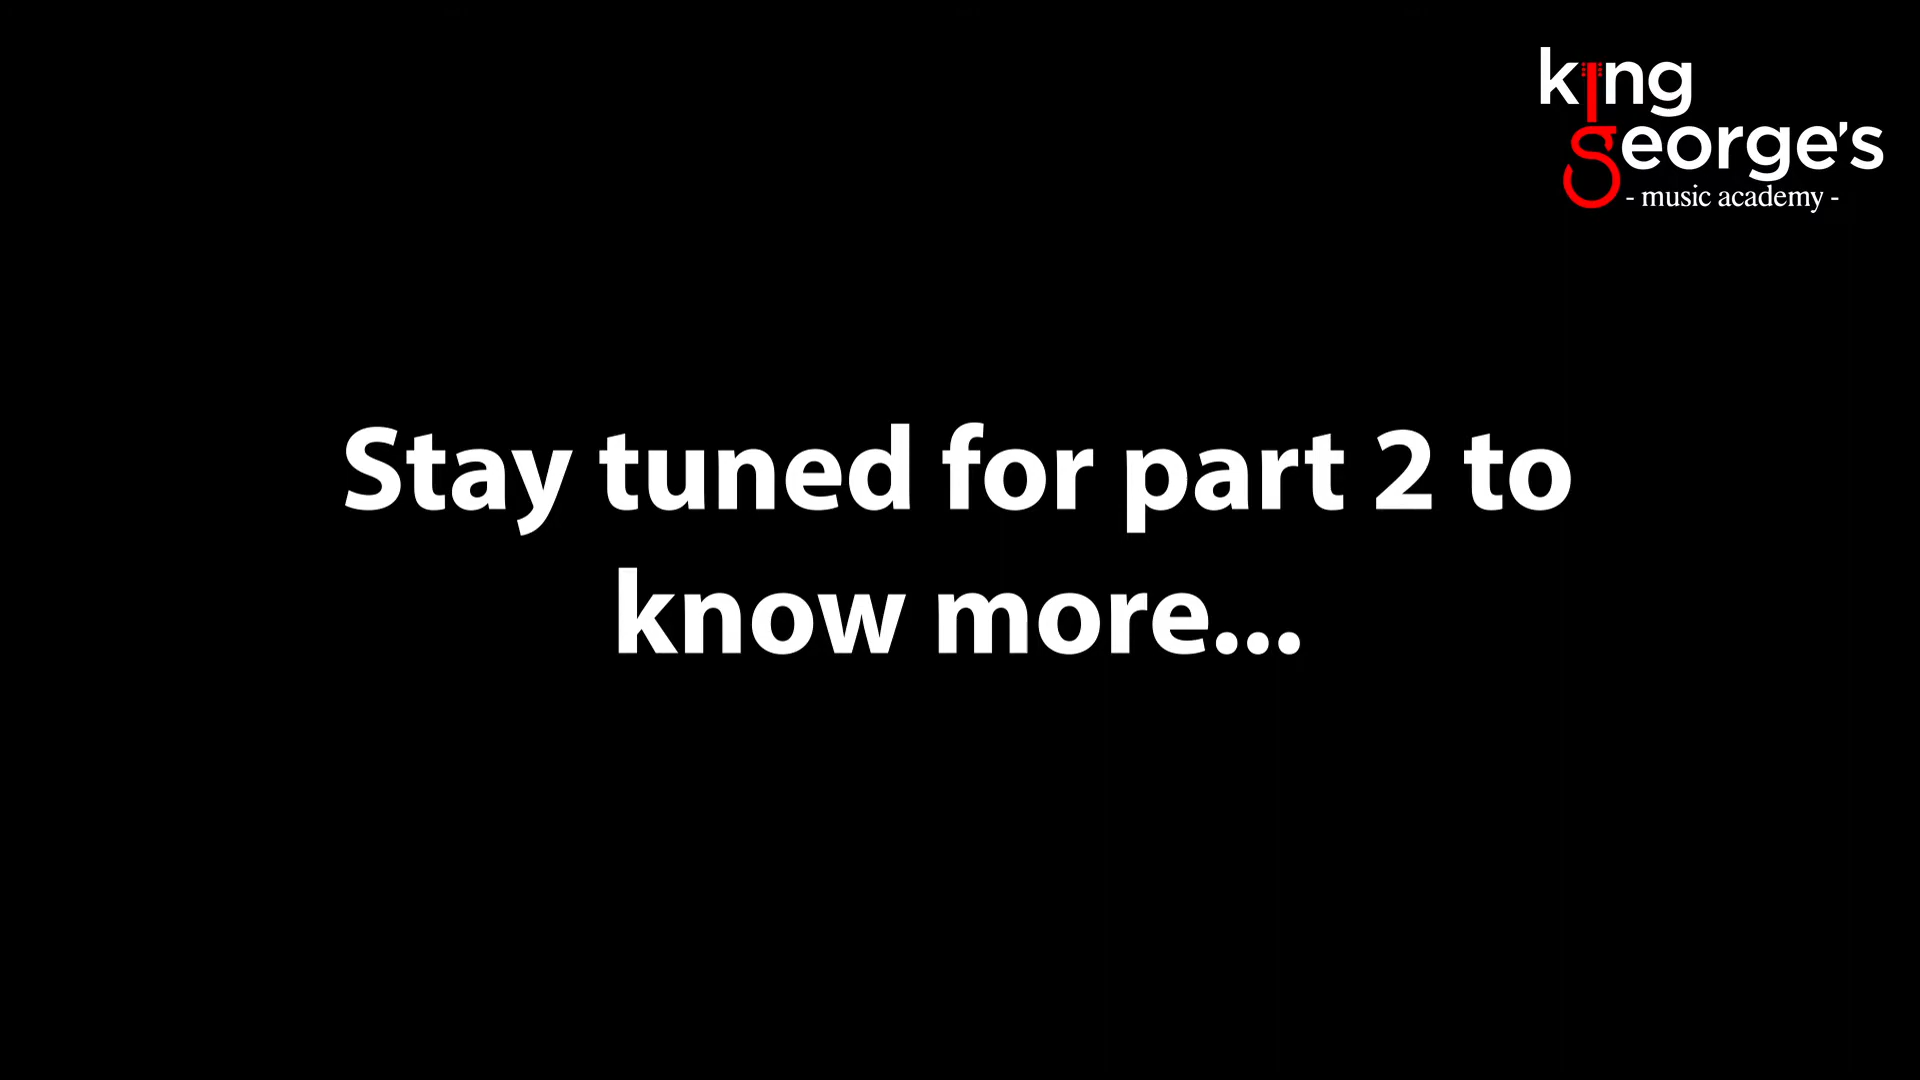 king
george's
- music academy -
Stay tuned for part 2 to
know more...